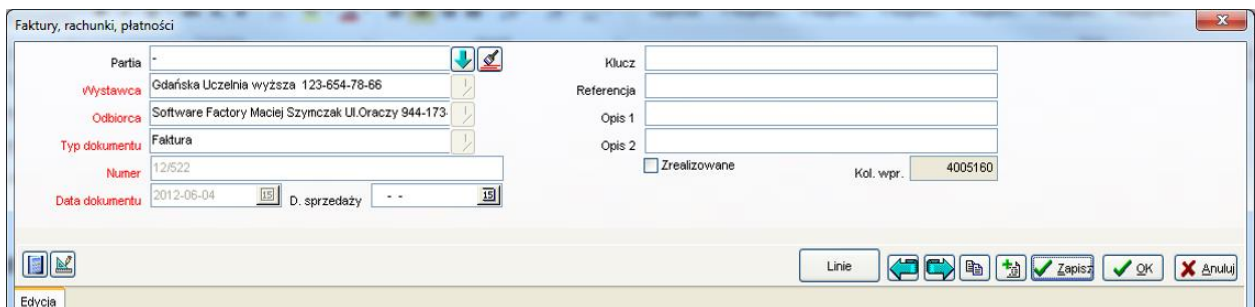 Faktury, rachunki, płatności
Partia -
Wystawca Gdańska Uczelnia wyższa 123-654-78-66
Odbiorca Software Factory Maciej Szymczak Ul.Oraczy 944-173-
Typ dokumentu Faktura
Numer 12/522
Data dokumentu 2012-06-04 15 D. sprzedaży - - 15
Klucz
Referencja
Opis 1
Opis 2
Zrealizowane Kol. wpr. 4005160
Linie Zapisz OK Anuluj
Edycja